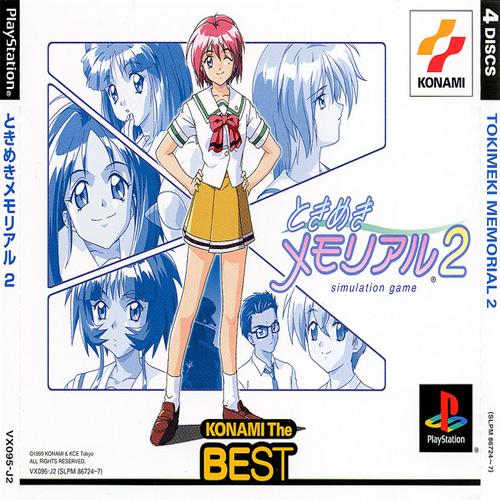 PlayStation®
ときめきメモリアル 2
VX095-J2
KONAMI
ときめき
メモリアル®2
simulation game
©1999 KONAMI & KCE Tokyo
ALL RIGHTS RESERVED.
VX095-J2 (SLPM 86724~7)
KONAMI The
BEST
PlayStation®
4 DISCS
TOKIMEKI MEMORIAL 2
(SLPM 86724~7)